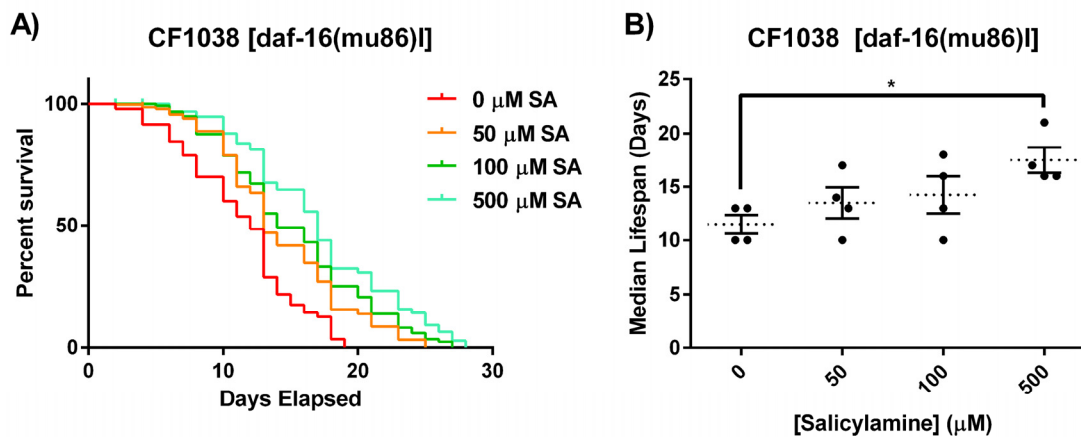 A)
CF1038 [daf-16(mu86)I]
Percent survival
100
50
0
0 10 20 30
Days Elapsed
0 μM SA
50 μM SA
100 μM SA
500 μM SA
B)
CF1038 [daf-16(mu86)I]
*
Median Lifespan (Days)
25
20
15
10
5
0
0 50 100 500
[Salicylamine] (μM)